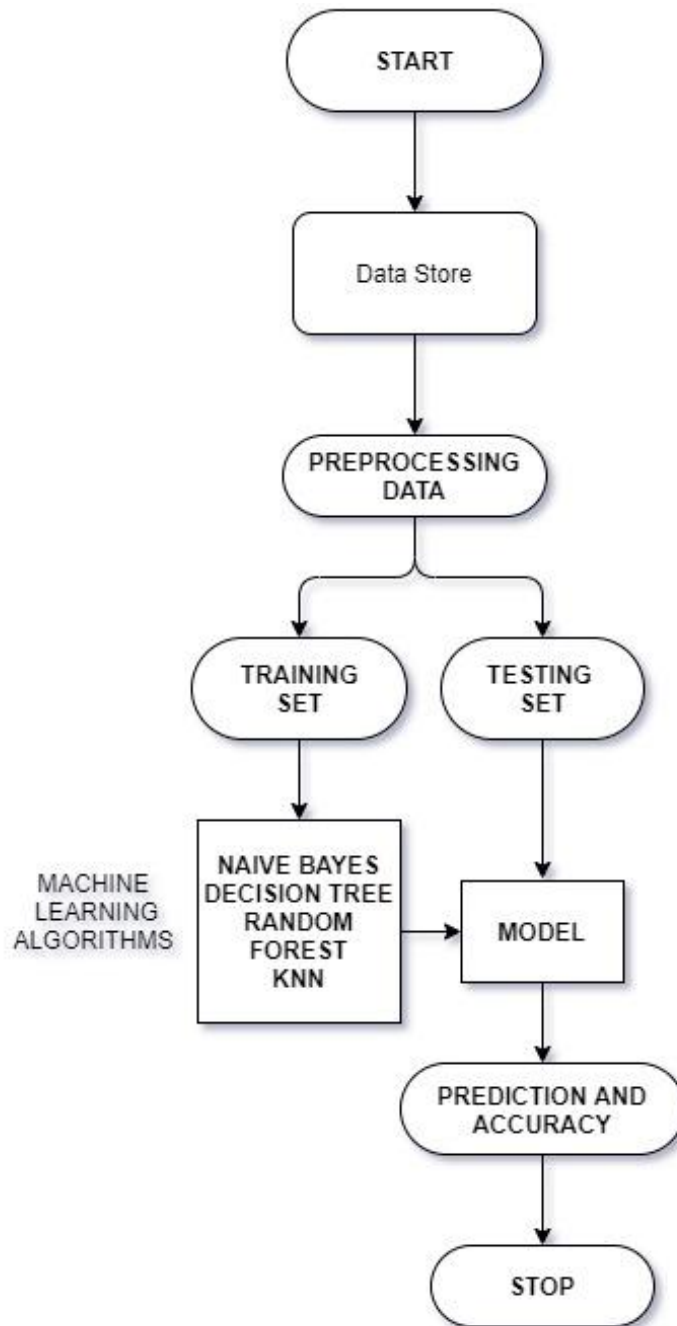 START
Data Store
PREPROCESSING
DATA
TRAINING
SET
TESTING
SET
MACHINE
LEARNING
ALGORITHMS
NAIVE BAYES
DECISION TREE
RANDOM
FOREST
KNN
MODEL
PREDICTION AND
ACCURACY
STOP